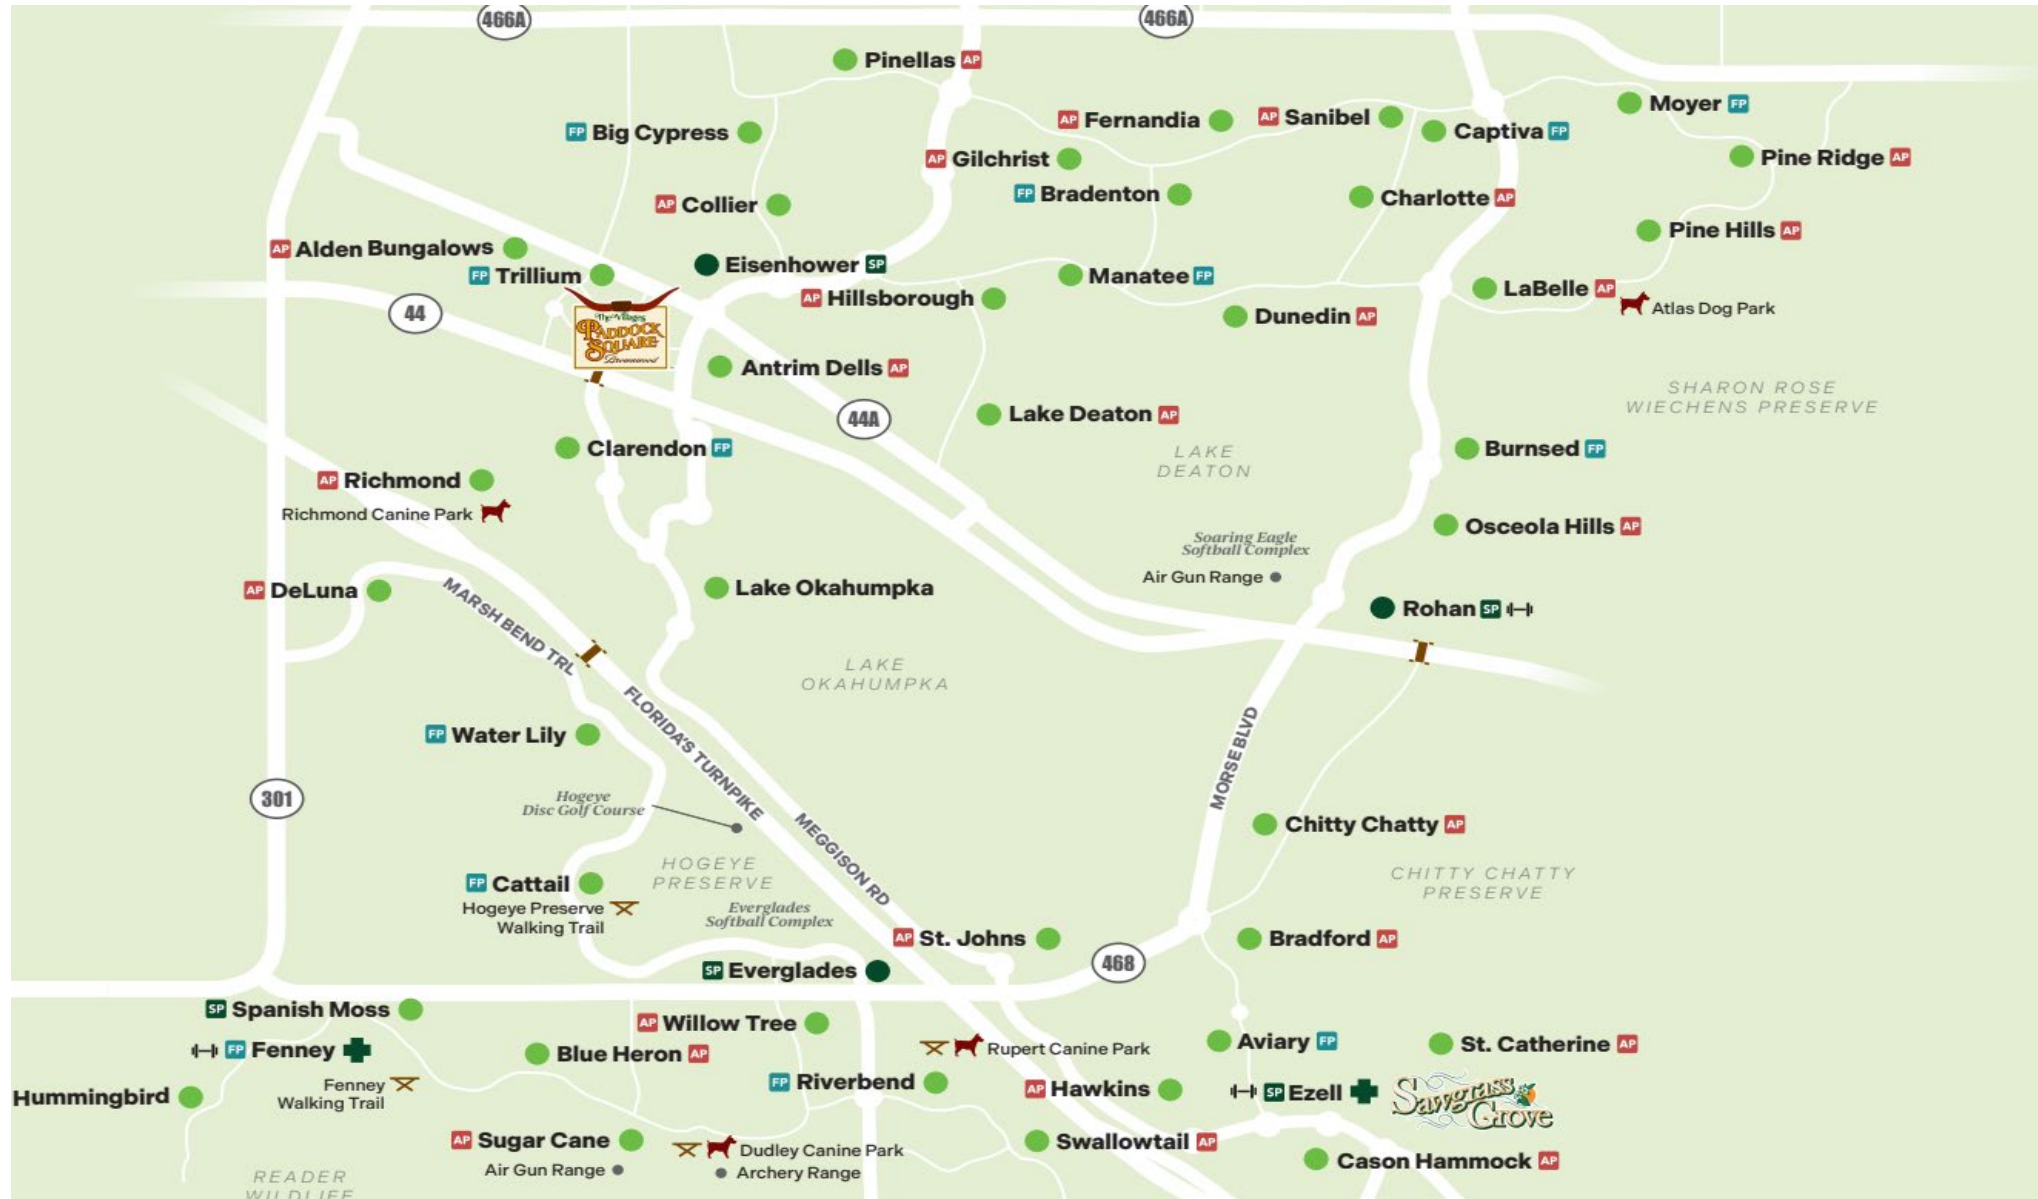 466A
466A
Pinellas AP
Moyer FP
AP Fernandia
AP Sanibel
Captiva FP
FP Big Cypress
AP Gilchrist
Pine Ridge AP
FP Bradenton
Charlotte AP
AP Collier
Pine Hills AP
AP Alden Bungalows
Eisenhower SP
FP Trillium
Manatee FP
LaBelle AP
AP Hillsborough
Atlas Dog Park
44
Dunedin AP
The Villages
PADDOCK
SQUARE
Brownwood
Antrim Dells AP
SHARON ROSE
WIECHENS PRESERVE
44A
Lake Deaton AP
Clarendon FP
LAKE
DEATON
Burnsed FP
AP Richmond
Richmond Canine Park
Osceola Hills AP
Soaring Eagle
Softball Complex
Air Gun Range
AP DeLuna
MARSH BEND TRL
Lake Okahumpka
Rohan SP
LAKE
OKAHUMPKA
FLORIDA'S TURNPIKE
MORSE BLVD
FP Water Lily
301
Hogeye
Disc Golf Course
MEGGISON RD
Chitty Chatty AP
HOGEYE
PRESERVE
CHITTY CHATTY
PRESERVE
FP Cattail
Hogeye Preserve
Walking Trail
Everglades
Softball Complex
AP St. Johns
Bradford AP
468
SP Everglades
SP Spanish Moss
AP Willow Tree
FP Fenney
Blue Heron AP
Rupert Canine Park
Aviary FP
St. Catherine AP
Fenney
Walking Trail
Hummingbird
FP Riverbend
AP Hawkins
SP Ezell
Sawgrass
Grove
AP Sugar Cane
Air Gun Range
Dudley Canine Park
Archery Range
Swallowtail AP
Cason Hammock AP
READER
WILDLIFE